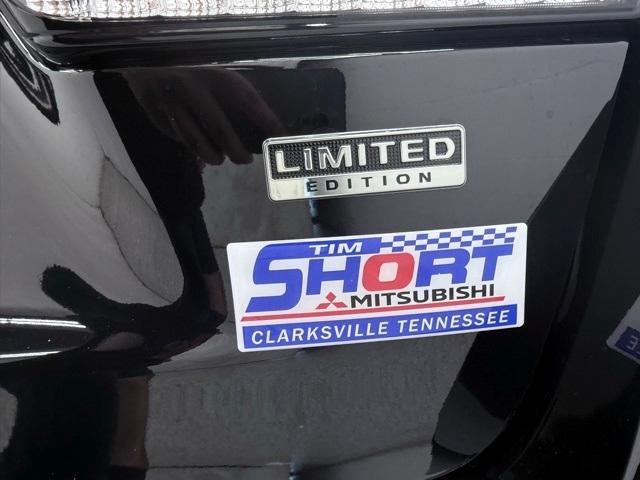 LIMITED
EDITION
TIM
SHORT
MITSUBISHI
CLARKSVILLE TENNESSEE